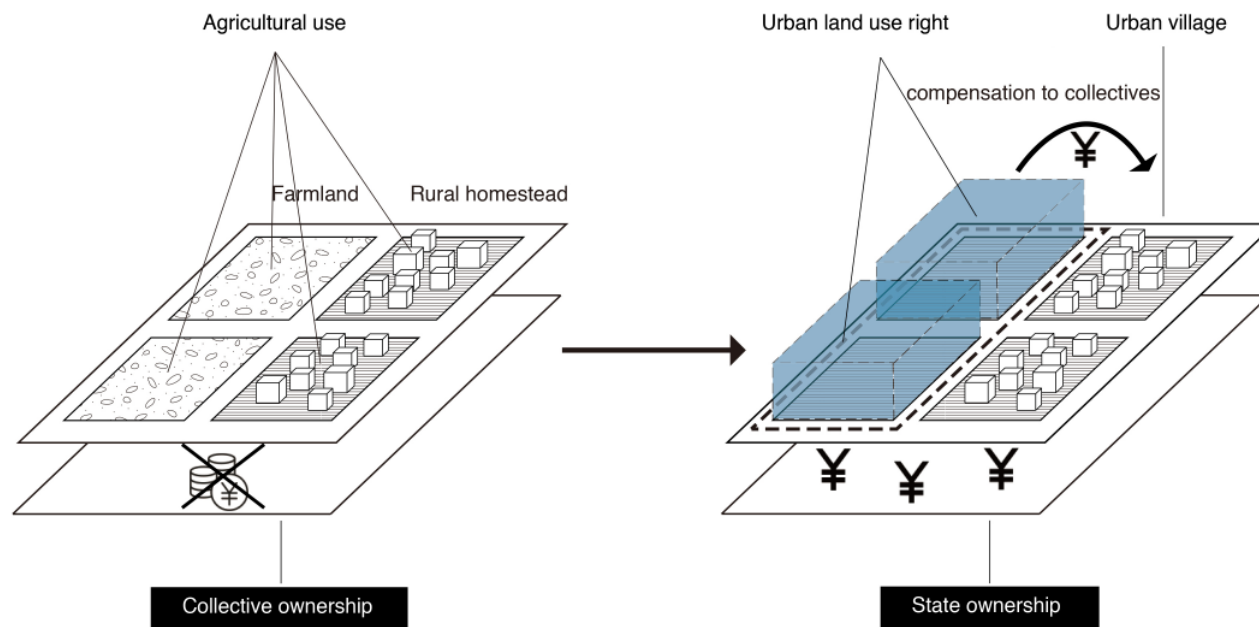 Agricultural use
Urban land use right
Urban village
compensation to collectives
¥
Farmland
Rural homestead
¥
¥
¥
¥
Collective ownership
State ownership